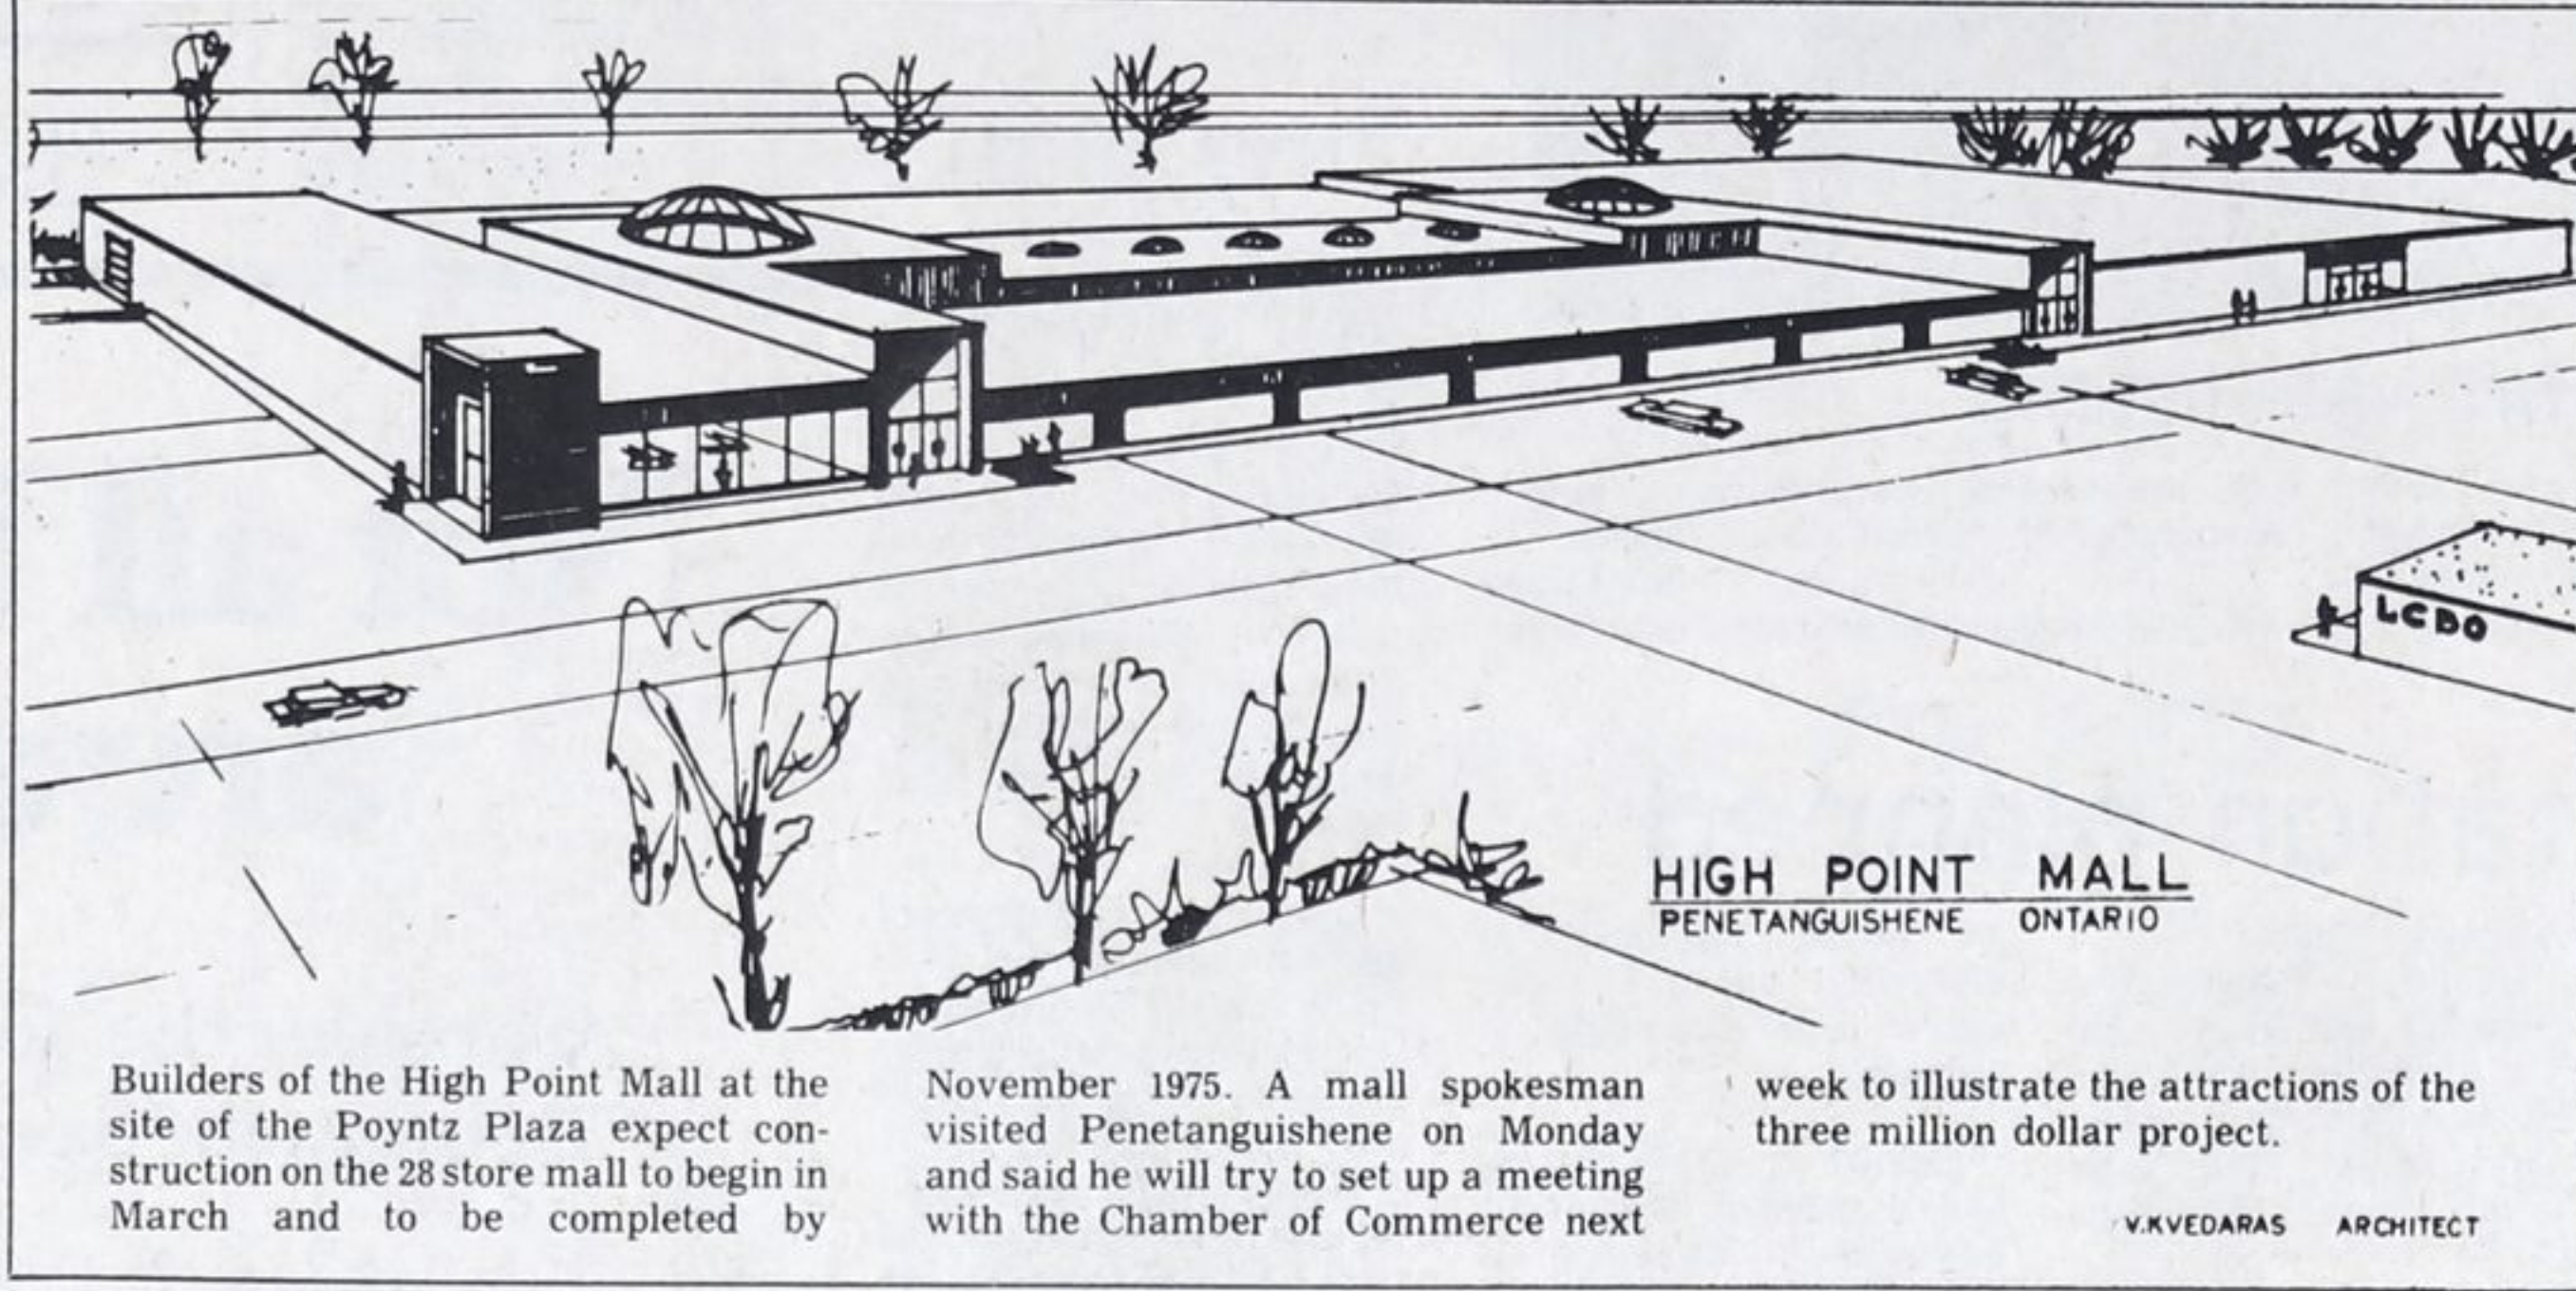 LCBO
HIGH POINT MALL
PENETANGUISHENE ONTARIO
Builders of the High Point Mall at the
site of the Poyntz Plaza expect con-
struction on the 28 store mall to begin in
March and to be completed by
November 1975. A mall spokesman
visited Penetanguishene on Monday
and said he will try to set up a meeting
with the Chamber of Commerce next
week to illustrate the attractions of the
three million dollar project.
V.KVEDARAS ARCHITECT